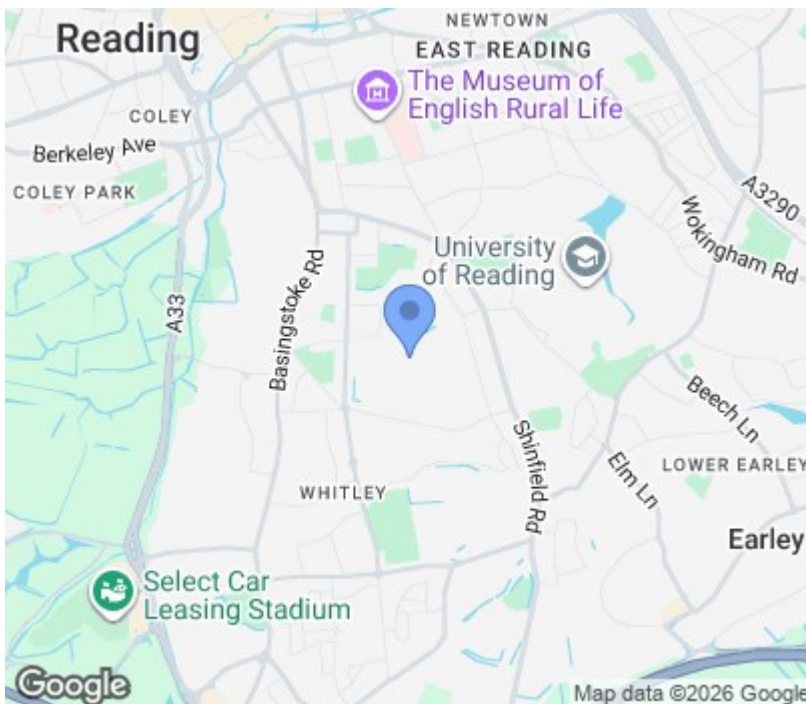 NEWTOWN
Reading
EAST READING
The Museum of
English Rural Life
COLEY
Berkeley Ave
COLEY PARK
A3290
Wokingham Rd
University
of Reading
Basingstoke Rd
A33
Beech Ln
Shinfield Rd
Elm Ln
LOWER EARLEY
WHITLEY
Earley
Select Car
Leasing Stadium
Google
Map data ©2026 Google